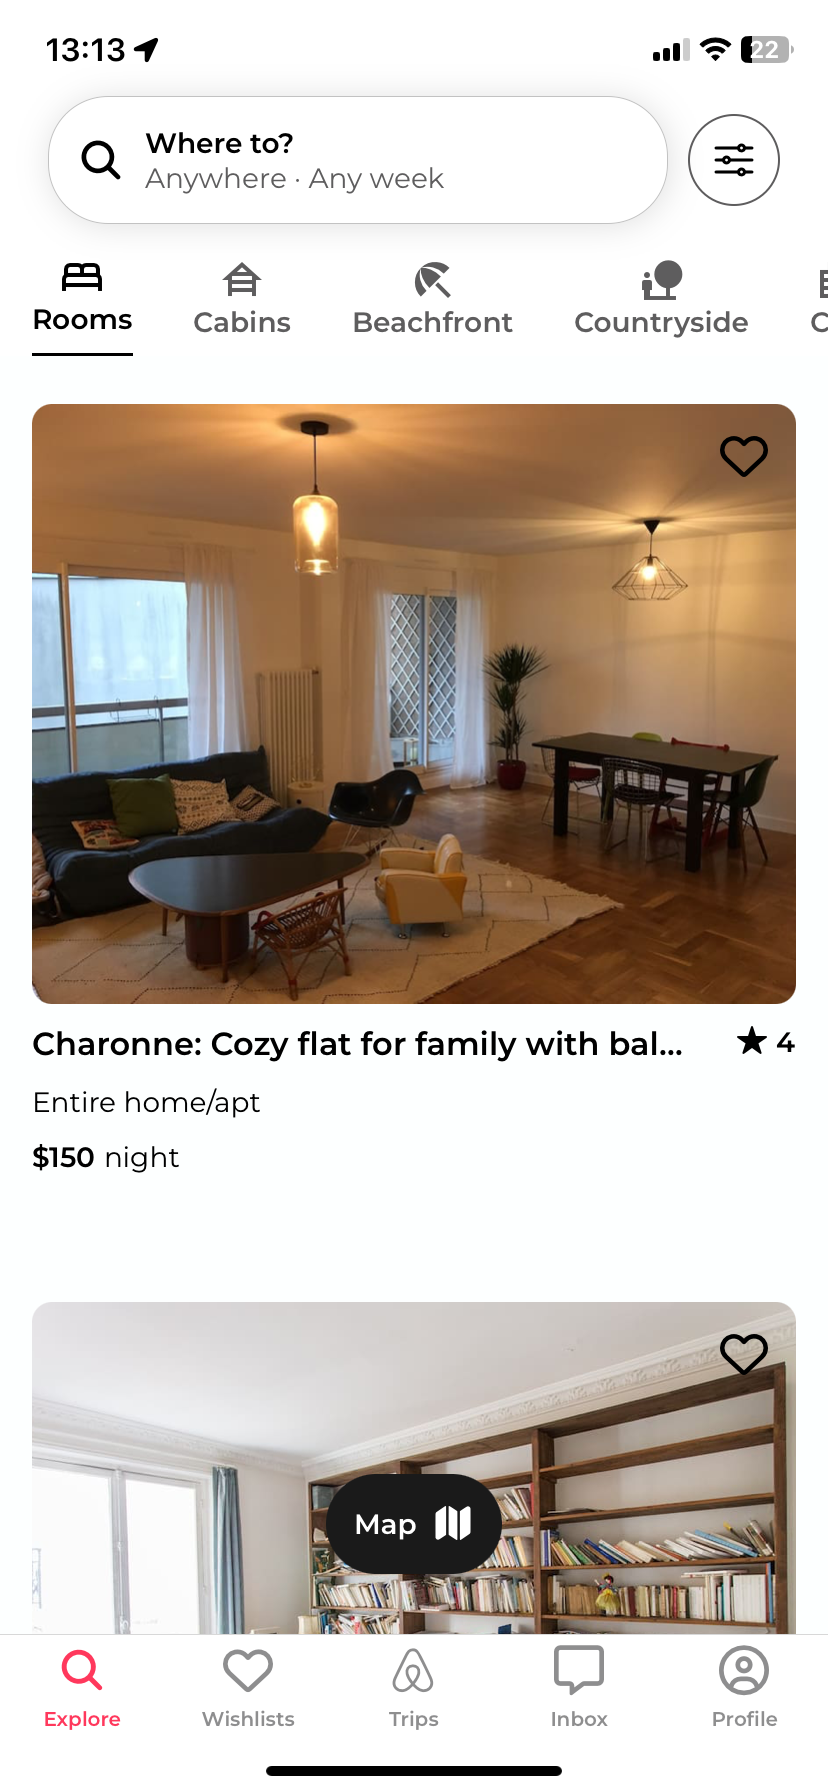 13:13
22
Where to?
Anywhere · Any week
Rooms
Cabins
Beachfront
Countryside
Charonne: Cozy flat for family with bal...
★ 4
Entire home/apt
$150 night
Map
Explore
Wishlists
Trips
Inbox
Profile